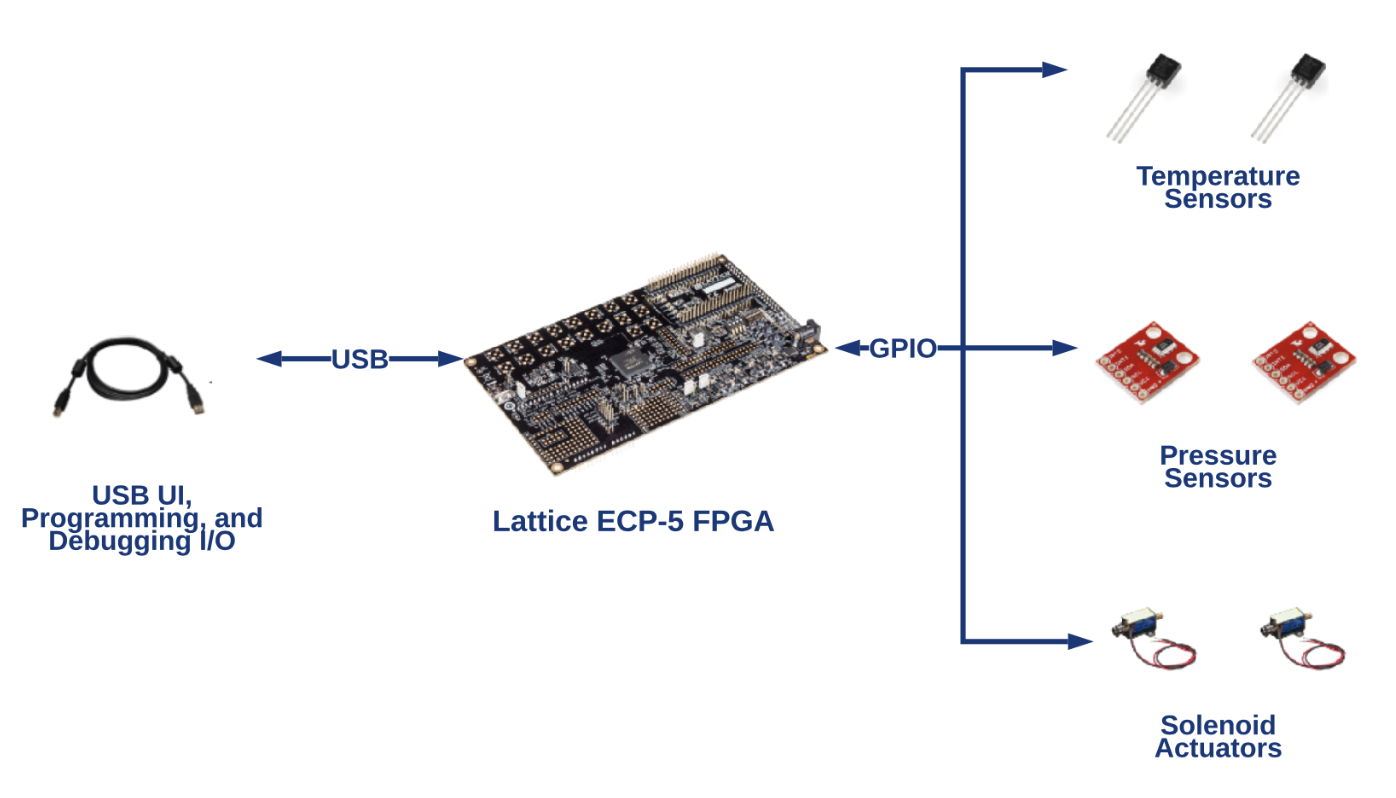 Temperature
Sensors
USB
GPIO
Pressure
Sensors
USB UI,
Programming, and
Debugging I/O
Lattice ECP-5 FPGA
Solenoid
Actuators